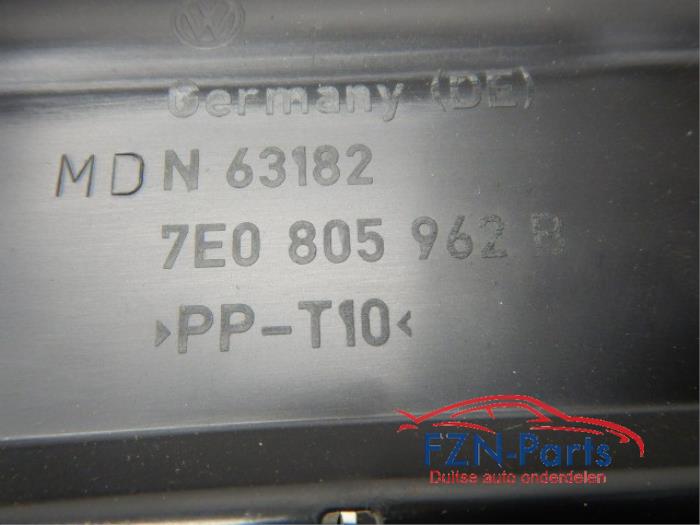 Germany (DE)
MDN 63182
7E0 805 962 B
>PP-T10<
FZN-Parts
Duitse auto onderdelen